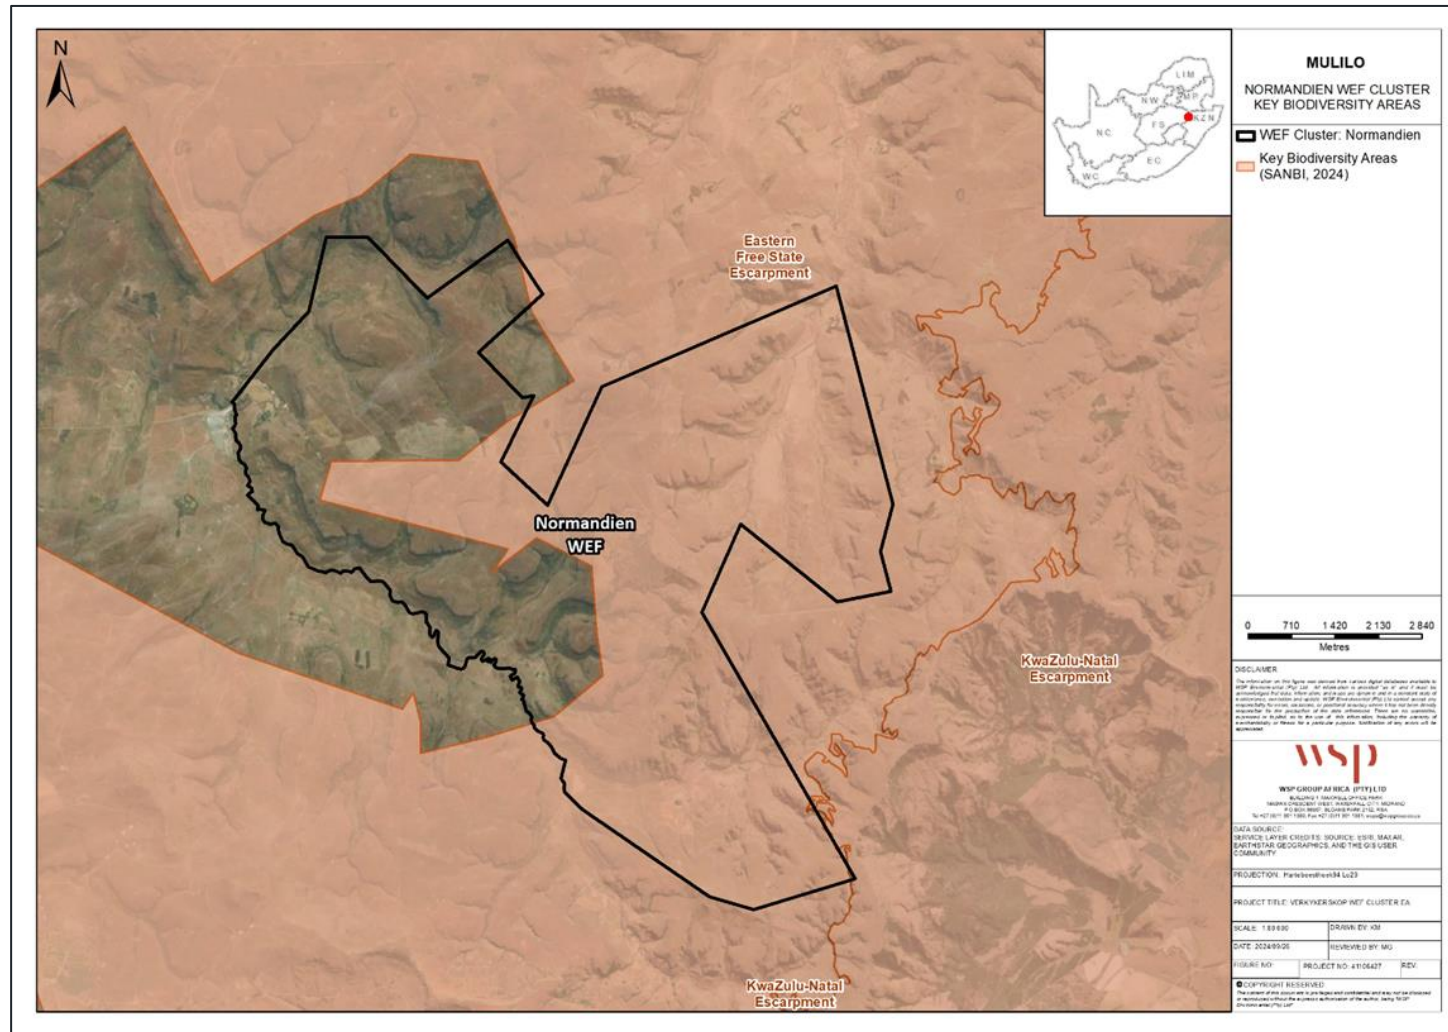 N
LIM
NW
MP
NC
FS
KZN
EC
WC
Eastern
Free State
Escarpment
Normandien
WEF
KwaZulu-Natal
Escarpment
KwaZulu-Natal
Escarpment
MULILO
NORMANDIEN WEF CLUSTER
KEY BIODIVERSITY AREAS
WEF Cluster: Normandien
Key Biodiversity Areas
(SANBI, 2024)
0 710 1 420 2 130 2 840
Metres
DISCLAIMER
wsp
WSP GROUP AFRICA (PTY) LTD
DATA SOURCE:
SERVICE LAYER CREDITS: SOURCE: ESRI, MAXAR,
EARTHSTAR GEOGRAPHICS, AND THE GIS USER
COMMUNITY
PROJECTION: Hartebeesthoek94 Lo29
PROJECT TITLE: VERKYKERSKOP WEF CLUSTER EA
SCALE:
DRAWN BY: KM
DATE: 2024/09/26
REVIEWED BY: MG
FIGURE NO:
PROJECT NO: 41106427
REV:
COPYRIGHT RESERVED